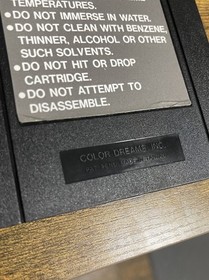 TEMPERATURES.
•DO NOT IMMERSE IN WATER.
•DO NOT CLEAN WITH BENZENE,
THINNER, ALCOHOL OR OTHER
SUCH SOLVENTS.
•DO NOT HIT OR DROP
CARTRIDGE.
•DO NOT ATTEMPT TO
DISASSEMBLE.
COLOR DREAMS INC.